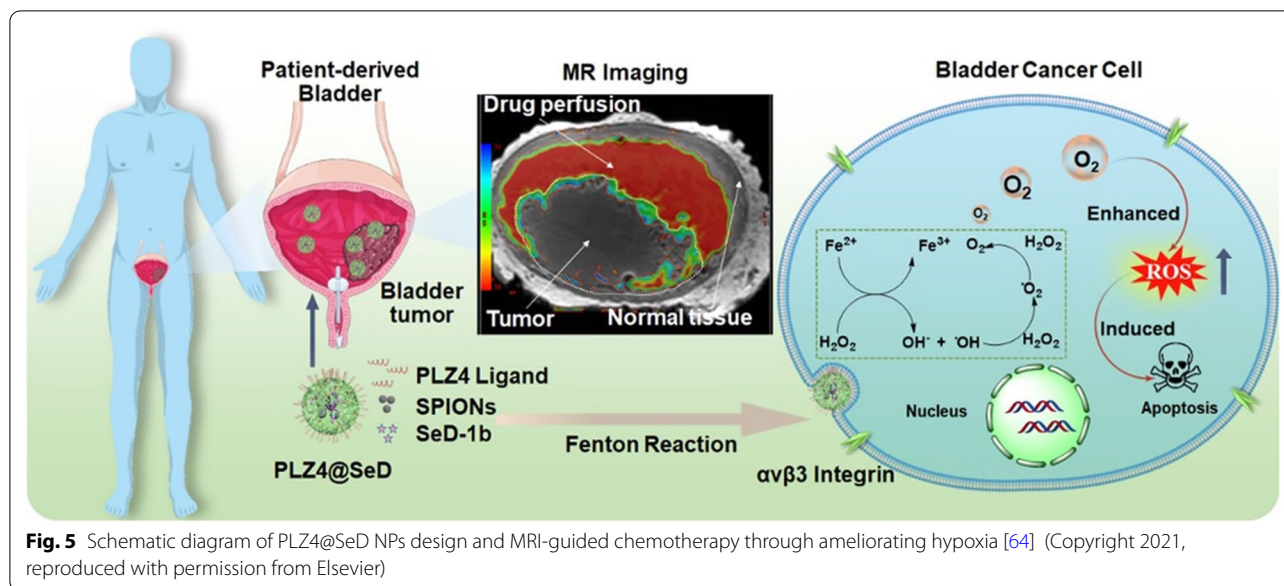 Patient-derived
Bladder
MR Imaging
Bladder Cancer Cell
Drug perfusion
Bladder
tumor
Tumor
Normal tissue
O₂
O₂
O₂
Enhanced
Fe²⁺
Fe³⁺
O₂
H₂O₂
·O₂
H₂O₂
OH⁻ + ·OH
H₂O₂
ROS
Induced
Apoptosis
Nucleus
PLZ4 Ligand
SPIONs
SeD-1b
PLZ4@SeD
Fenton Reaction
αvβ3 Integrin
Fig. 5 Schematic diagram of PLZ4@SeD NPs design and MRI-guided chemotherapy through ameliorating hypoxia [64] (Copyright 2021,
reproduced with permission from Elsevier)